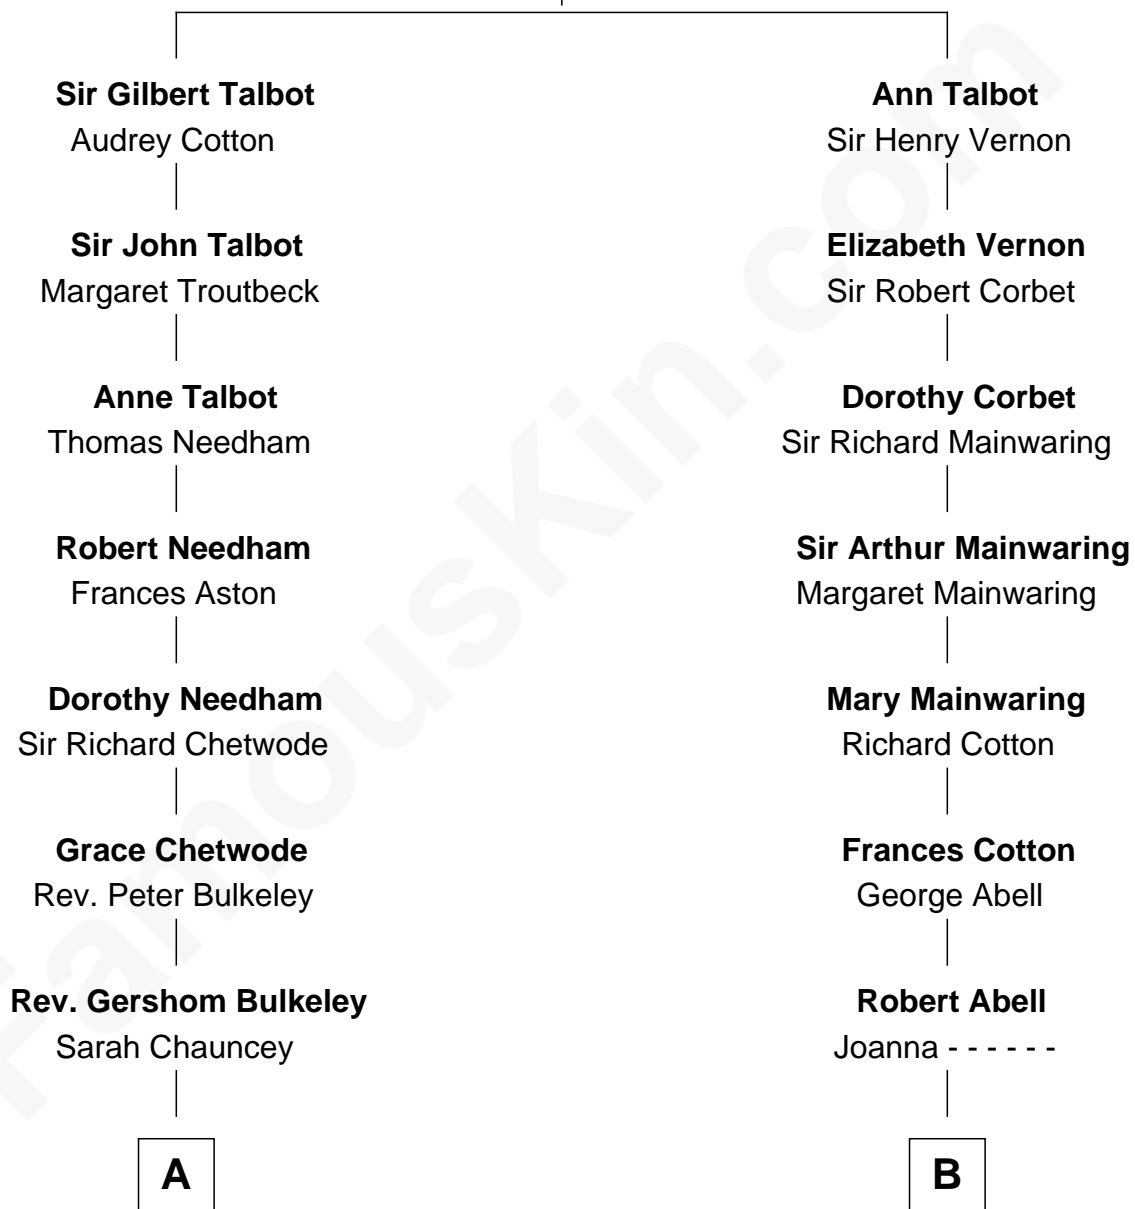 Sir Gilbert Talbot
Audrey Cotton
Sir John Talbot
Margaret Troutbeck
Anne Talbot
Thomas Needham
Robert Needham
Frances Aston
Dorothy Needham
Sir Richard Chetwode
Grace Chetwode
Rev. Peter Bulkeley
Rev. Gershom Bulkeley
Sarah Chauncey
A
Ann Talbot
Sir Henry Vernon
Elizabeth Vernon
Sir Robert Corbet
Dorothy Corbet
Sir Richard Mainwaring
Sir Arthur Mainwaring
Margaret Mainwaring
Mary Mainwaring
Richard Cotton
Frances Cotton
George Abell
Robert Abell
Joanna - - - - - -
B
FamousKin.com